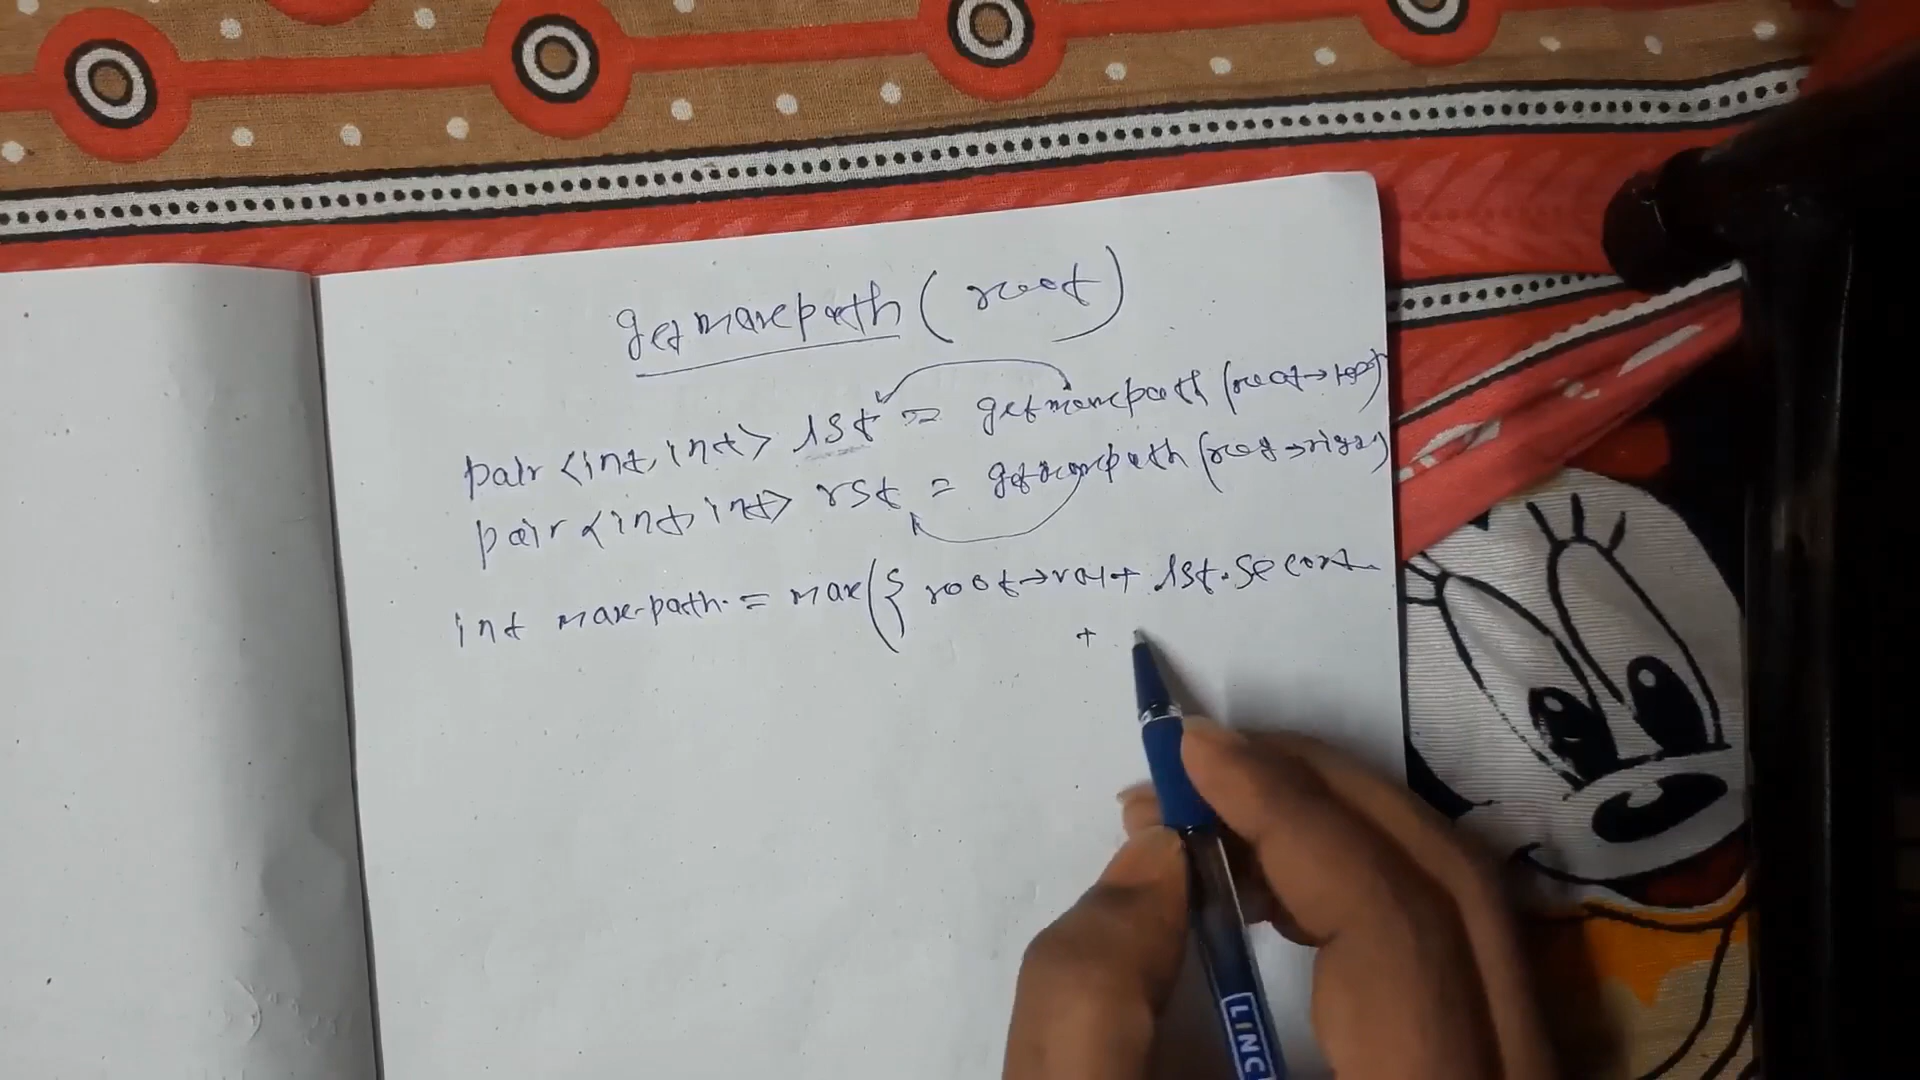 getmaxpath (root)
pair <int, int> lst = getmaxpath (root→left)
pair <int, int> rst = getmaxpath (root→right)
int max-path = max({ root→val + lst.second
+
LINC